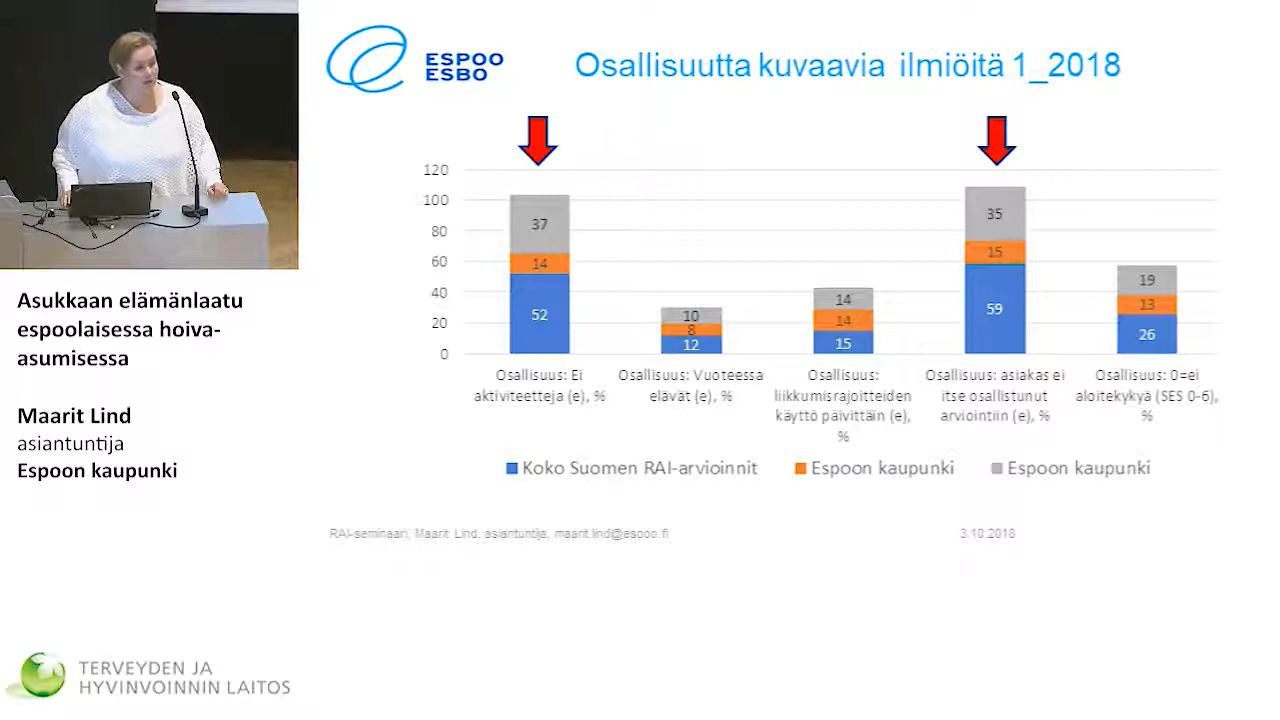 ESPOO
ESBO
Osallisuutta kuvaavia ilmiöitä 1_2018
120
100
80
60
40
20
0
37
14
52
10
8
12
14
14
15
35
15
59
19
13
26
Osallisuus: Ei
aktiviteetteja (e), %
Osallisuus: Vuoteessa
elävät (e), %
Osallisuus:
liikkumisrajoitteiden
käyttö päivittäin (e),
%
Osallisuus: asiakas ei
itse osallistunut
arviointiin (e), %
Osallisuus: 0=ei
aloitekykyä (SES 0-6),
%
Koko Suomen RAI-arvioinnit
Espoon kaupunki
Espoon kaupunki
RAI-seminaari, Maarit Lind, asiantuntija, maarit.lind@espoo.fi
3.10.2018
Asukkaan elämänlaatu
espoolaisessa hoiva-
asumisessa
Maarit Lind
asiantuntija
Espoon kaupunki
TERVEYDEN JA
HYVINVOINNIN LAITOS